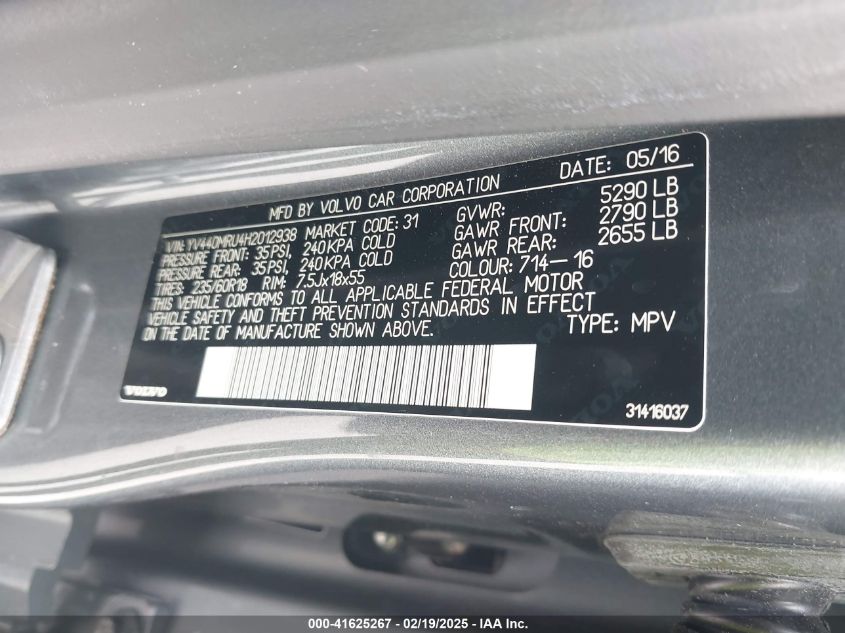 MFD BY VOLVO CAR CORPORATION DATE: 05/16
VIN: YV440MRU4H2012938 MARKET CODE: 31 GVWR: 5290 LB
PRESSURE FRONT: 35PSI, 240KPA COLD GAWR FRONT: 2790 LB
PRESSURE REAR: 35PSI, 240KPA COLD GAWR REAR: 2655 LB
TIRES: 235/60R18 RIM: 7.5Jx18x55 COLOUR: 714-16
THIS VEHICLE CONFORMS TO ALL APPLICABLE FEDERAL MOTOR
VEHICLE SAFETY AND THEFT PREVENTION STANDARDS IN EFFECT
ON THE DATE OF MANUFACTURE SHOWN ABOVE. TYPE: MPV
VOLVO 31416037
000-41625267 - 02/19/2025 - IAA Inc.